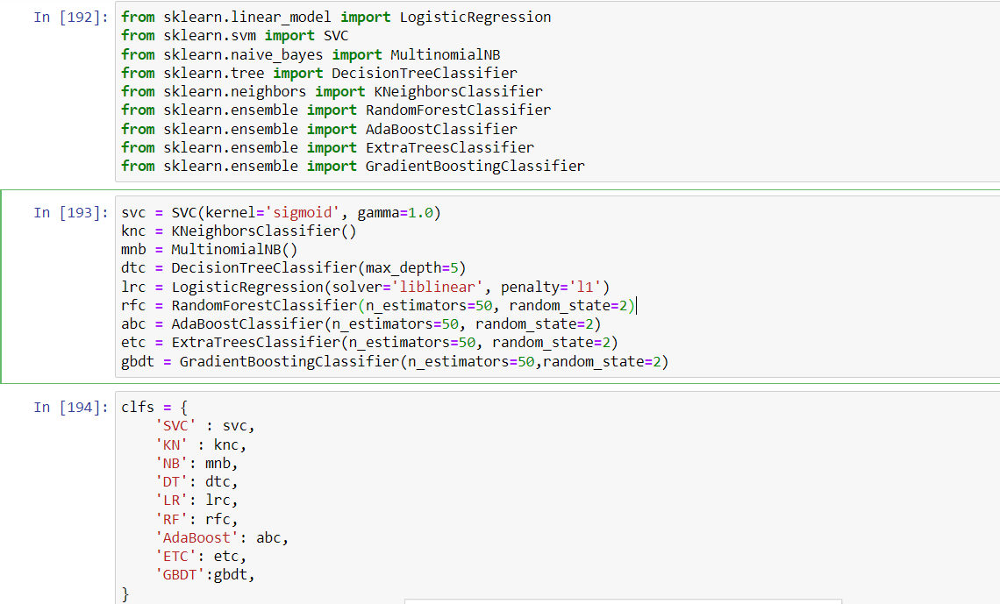 In [192]:
from sklearn.linear_model import LogisticRegression
from sklearn.svm import SVC
from sklearn.naive_bayes import MultinomialNB
from sklearn.tree import DecisionTreeClassifier
from sklearn.neighbors import KNeighborsClassifier
from sklearn.ensemble import RandomForestClassifier
from sklearn.ensemble import AdaBoostClassifier
from sklearn.ensemble import ExtraTreesClassifier
from sklearn.ensemble import GradientBoostingClassifier
In [193]:
svc = SVC(kernel='sigmoid', gamma=1.0)
knc = KNeighborsClassifier()
mnb = MultinomialNB()
dtc = DecisionTreeClassifier(max_depth=5)
lrc = LogisticRegression(solver='liblinear', penalty='l1')
rfc = RandomForestClassifier(n_estimators=50, random_state=2)
abc = AdaBoostClassifier(n_estimators=50, random_state=2)
etc = ExtraTreesClassifier(n_estimators=50, random_state=2)
gbdt = GradientBoostingClassifier(n_estimators=50,random_state=2)
In [194]:
clfs = {
    'SVC' : svc,
    'KN' : knc,
    'NB': mnb,
    'DT': dtc,
    'LR': lrc,
    'RF': rfc,
    'AdaBoost': abc,
    'ETC': etc,
    'GBDT':gbdt,
}